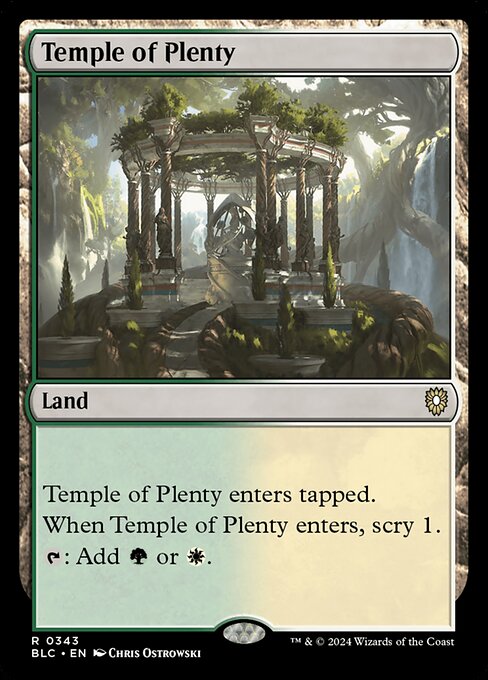 Temple of Plenty
Land
Temple of Plenty enters tapped.
When Temple of Plenty enters, scry 1.
: Add or .
R 0343
BLC • EN Chris Ostrowski
™ & © 2024 Wizards of the Coast